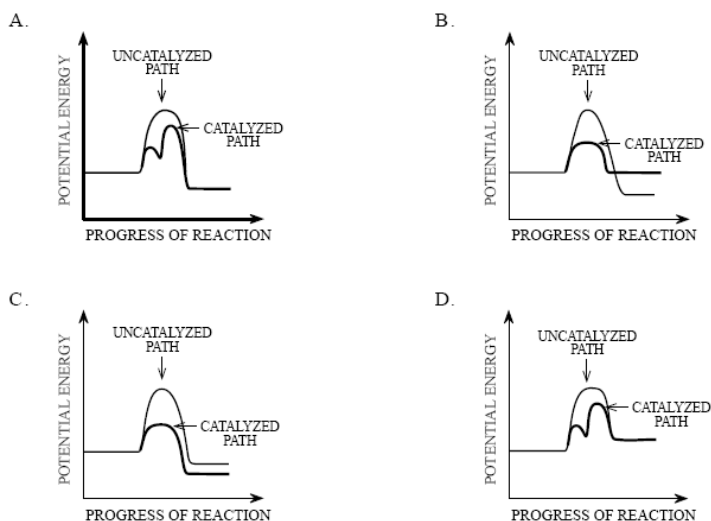 A.
POTENTIAL ENERGY
UNCATALYZED
PATH
CATALYZED
PATH
PROGRESS OF REACTION
B.
POTENTIAL ENERGY
UNCATALYZED
PATH
CATALYZED
PATH
PROGRESS OF REACTION
C.
POTENTIAL ENERGY
UNCATALYZED
PATH
CATALYZED
PATH
PROGRESS OF REACTION
D.
POTENTIAL ENERGY
UNCATALYZED
PATH
CATALYZED
PATH
PROGRESS OF REACTION